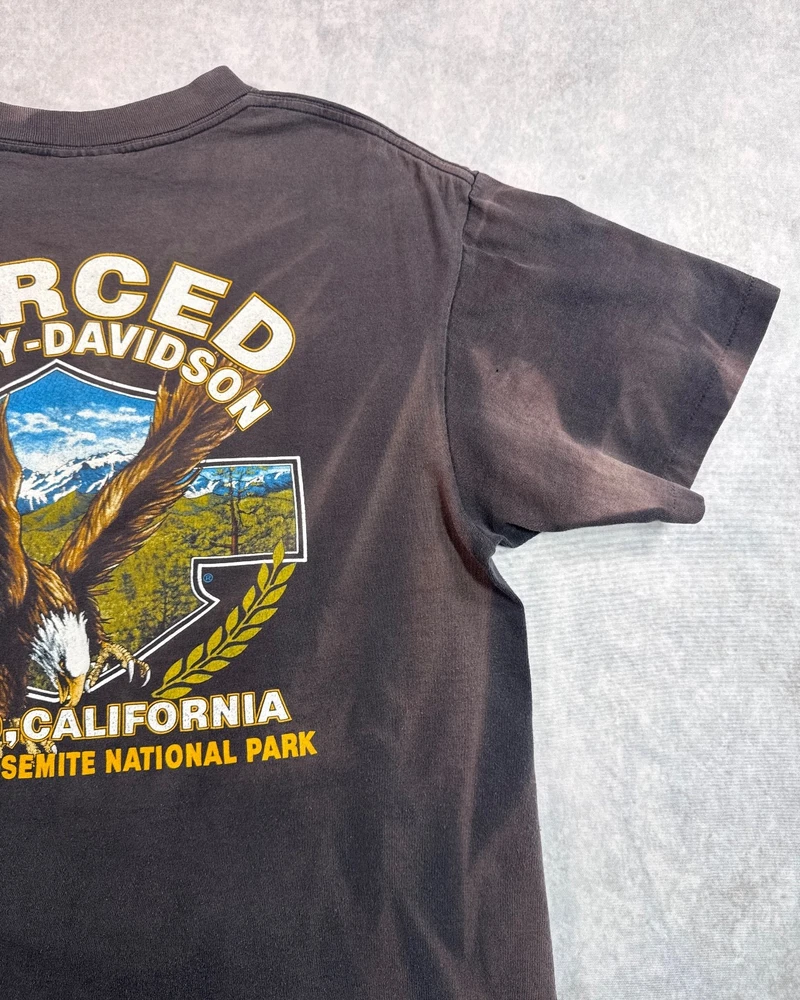 RCED
Y-DAVIDSON
®
,CALIFORNIA
SEMITE NATIONAL PARK